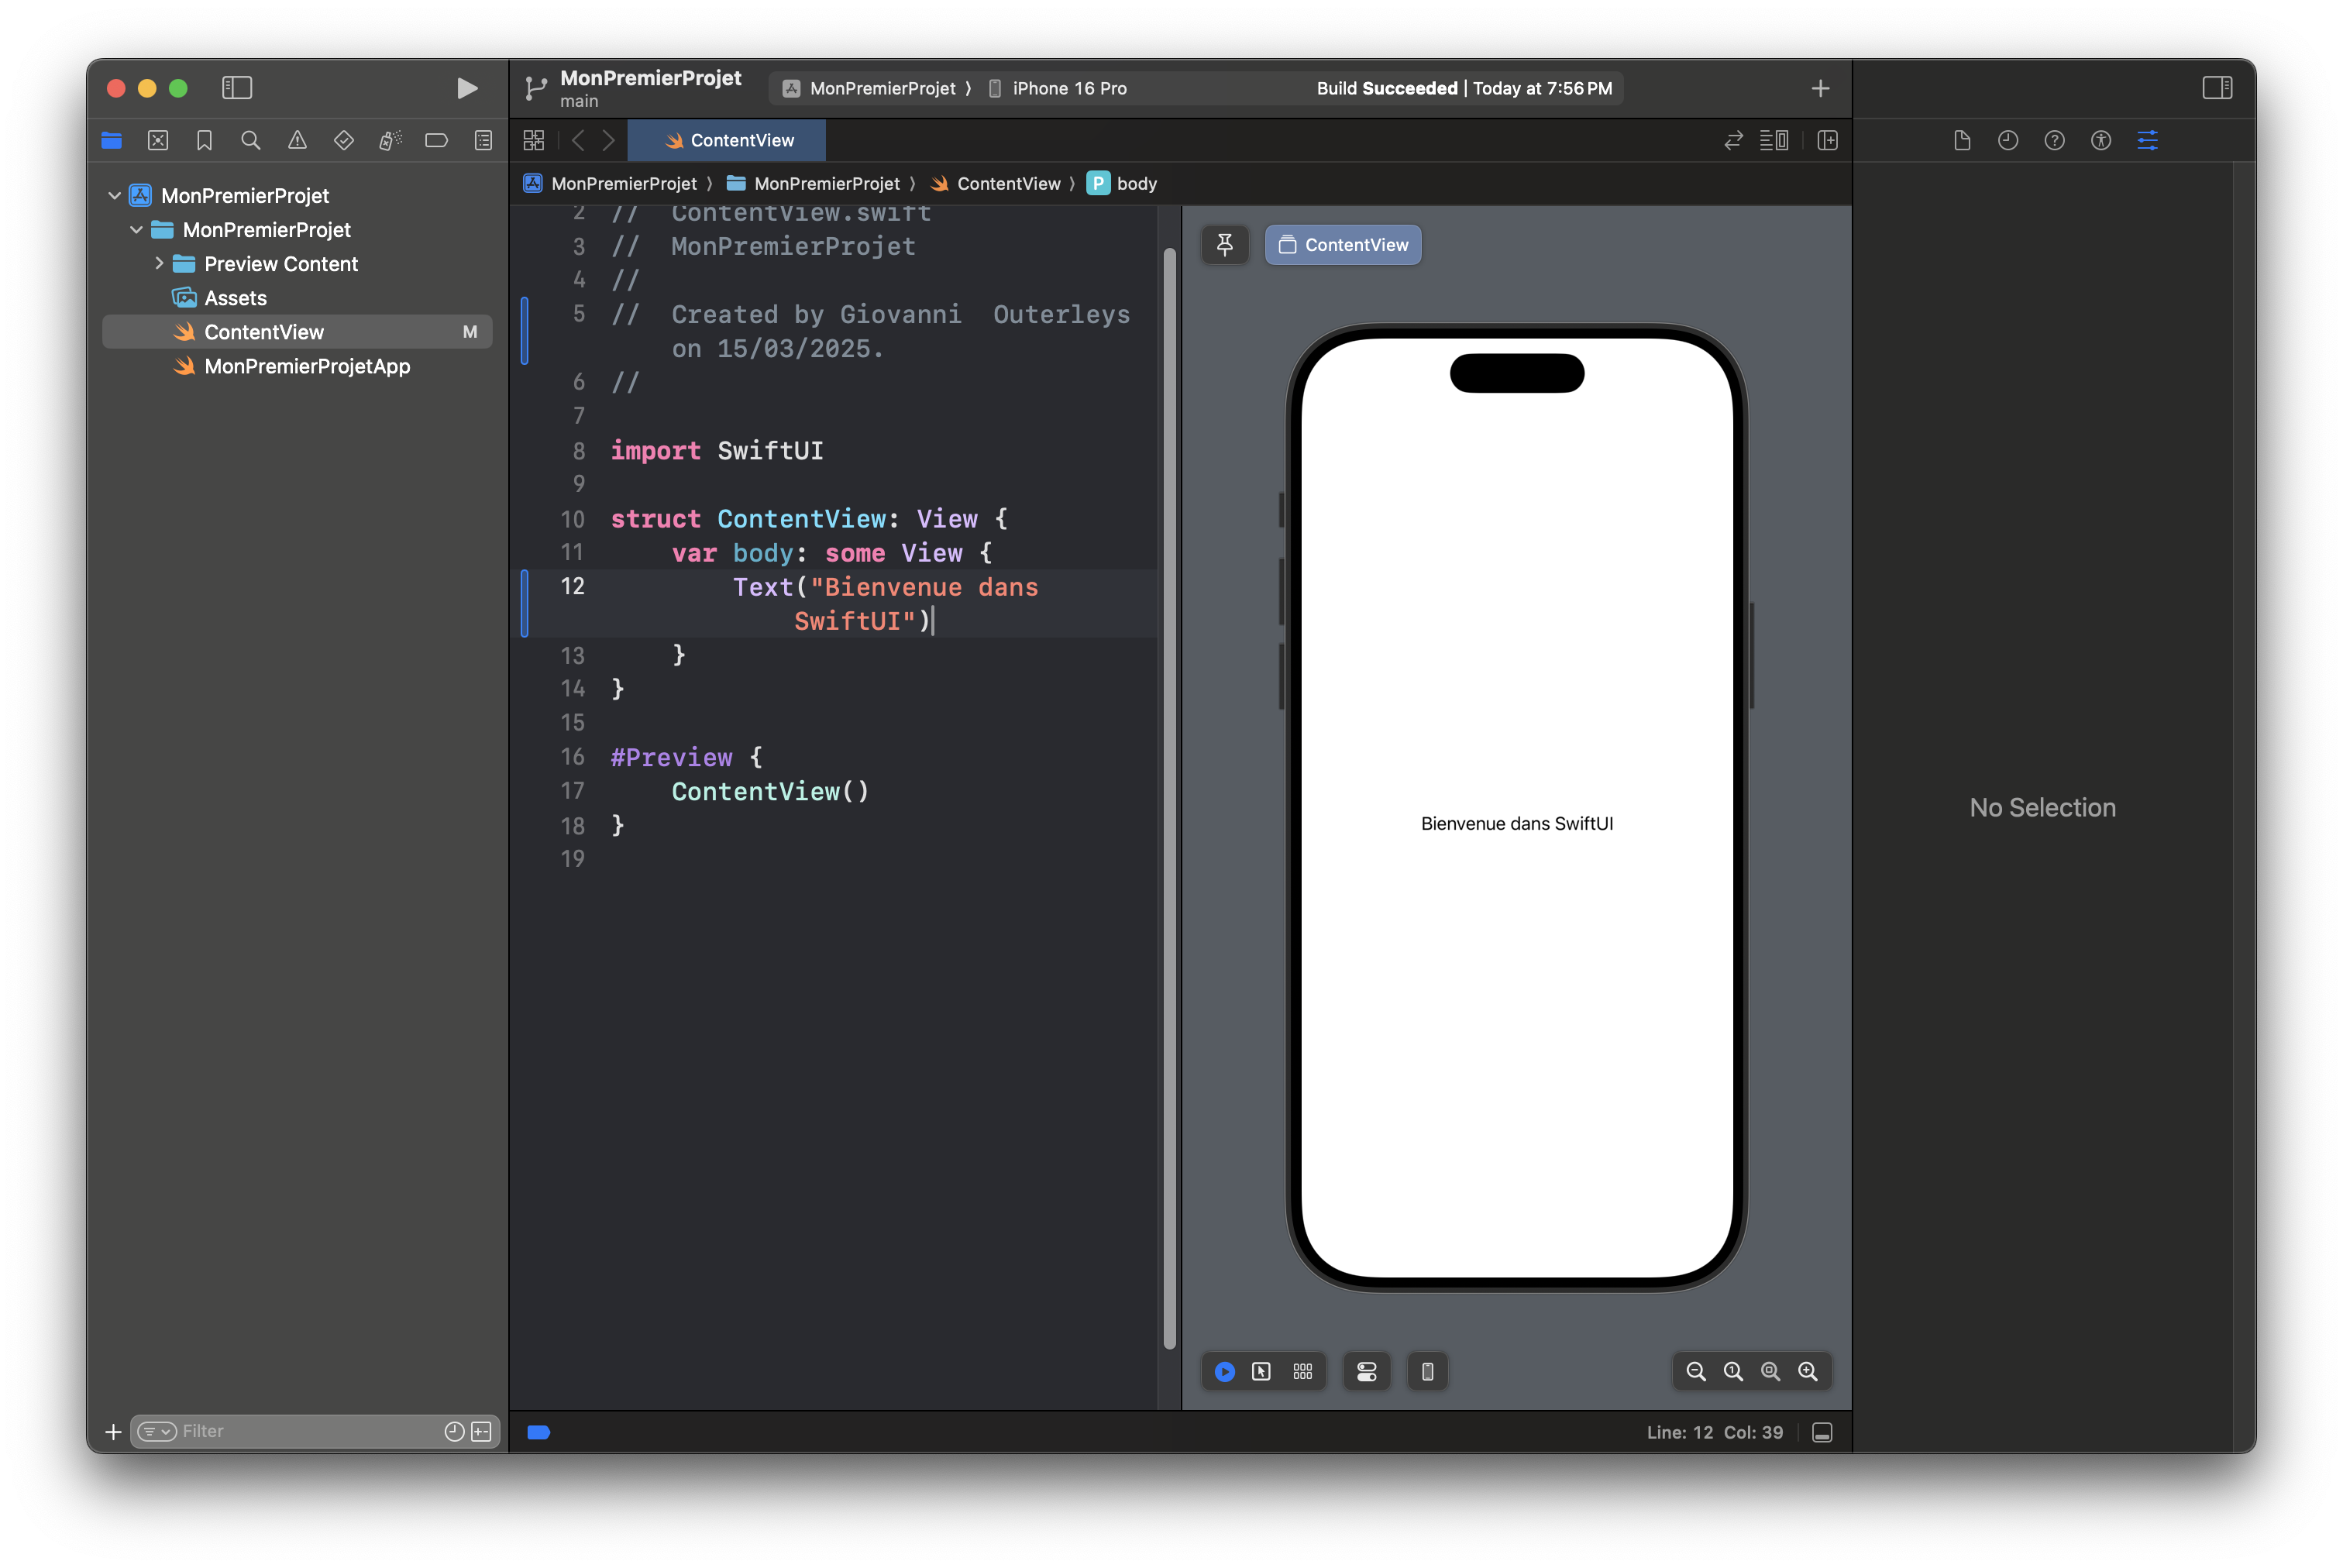 MonPremierProjet
main
MonPremierProjet ⟩ iPhone 16 Pro
Build Succeeded | Today at 7:56 PM
ContentView
MonPremierProjet ⟩ MonPremierProjet ⟩ ContentView ⟩ P body
MonPremierProjet
MonPremierProjet
Preview Content
Assets
ContentView M
MonPremierProjetApp
Filter
2 //  ContentView.swift
3 //  MonPremierProjet
4 //
5 //  Created by Giovanni  Outerleys
on 15/03/2025.
6 //
7
8 import SwiftUI
9
10 struct ContentView: View {
11     var body: some View {
12         Text("Bienvenue dans
SwiftUI")
13     }
14 }
15
16 #Preview {
17     ContentView()
18 }
19
ContentView
Bienvenue dans SwiftUI
Line: 12 Col: 39
No Selection